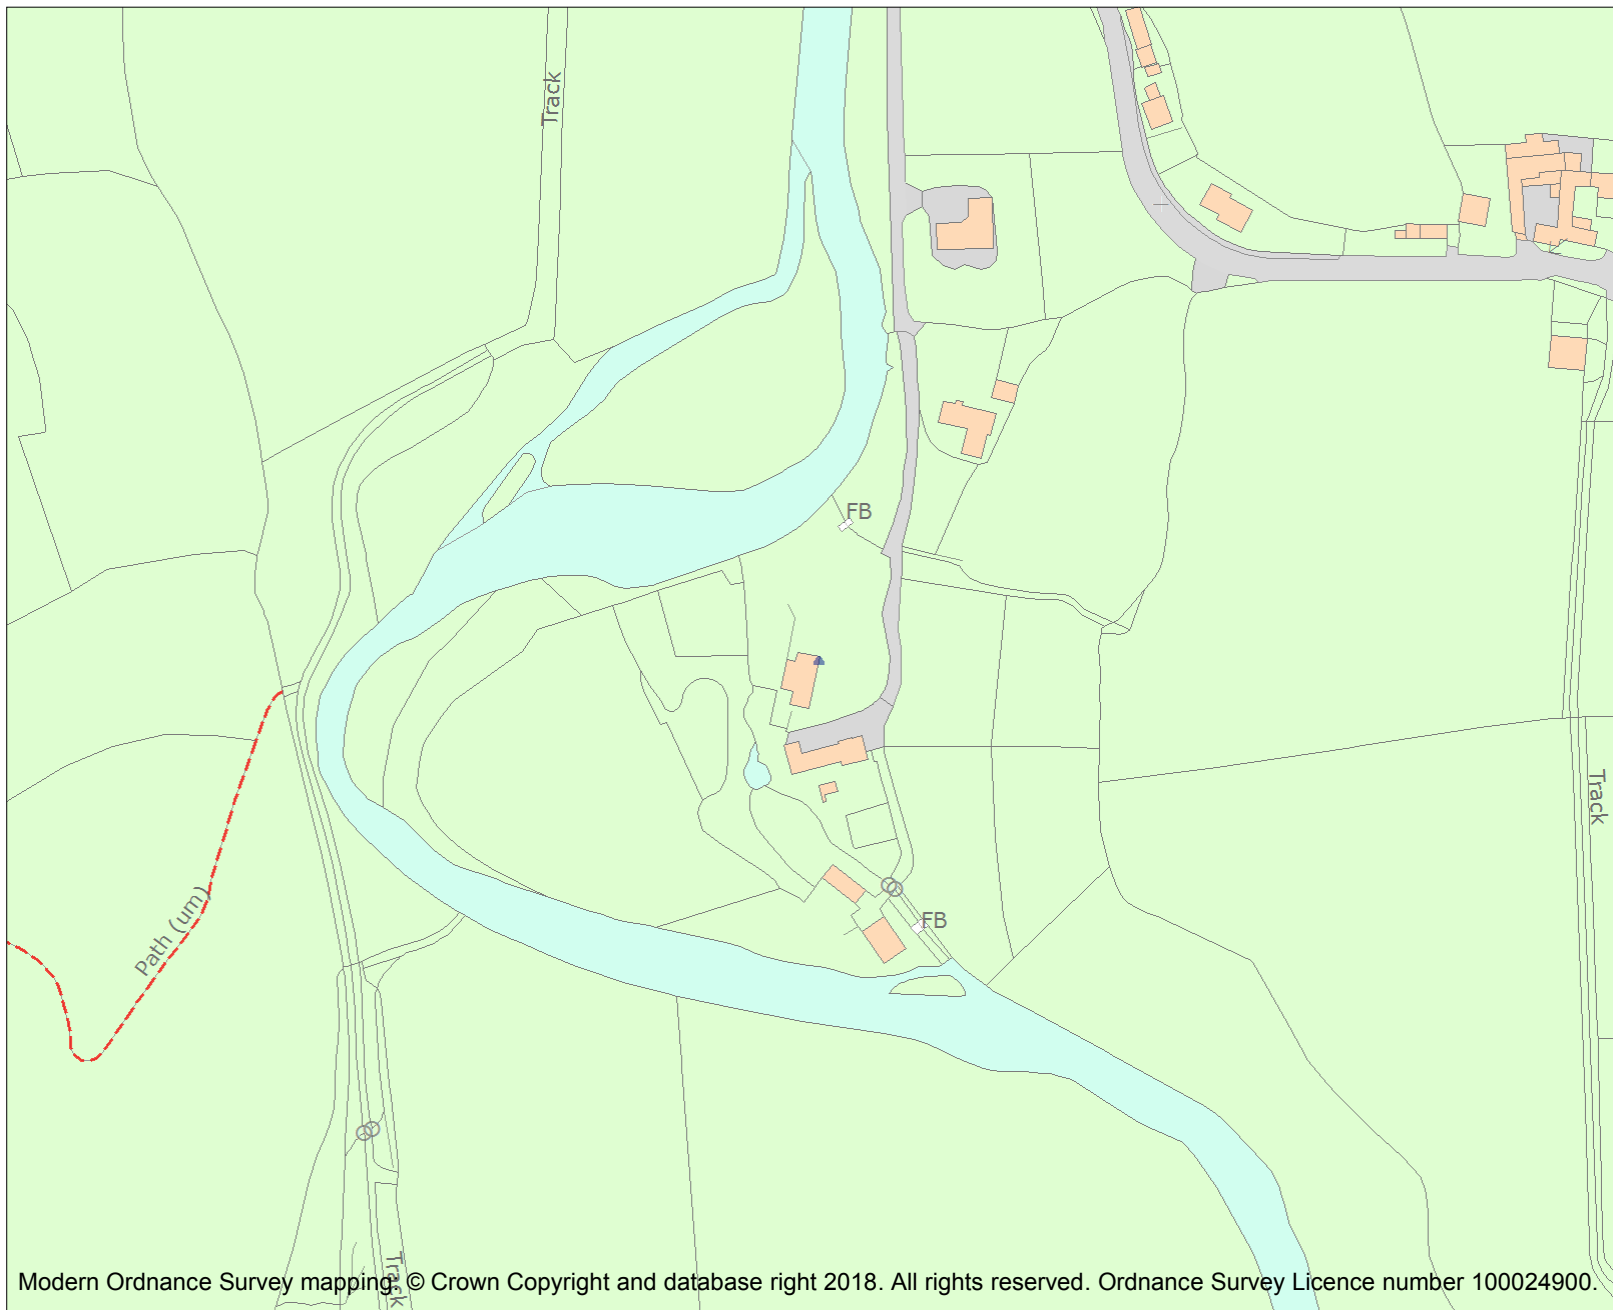 Track
FB
Track
Path (um)
FB
Track
Modern Ordnance Survey mapping: © Crown Copyright and database right 2018. All rights reserved. Ordnance Survey Licence number 100024900.